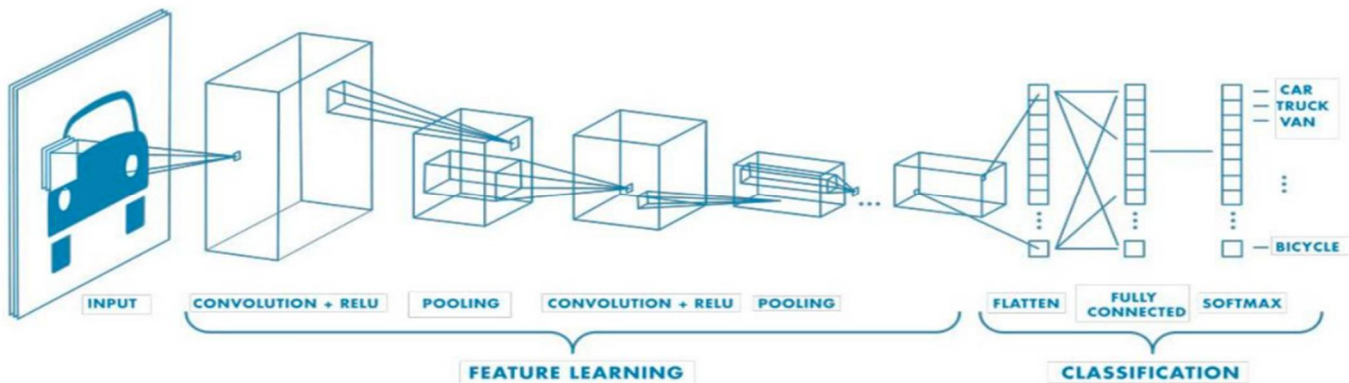 CAR
TRUCK
VAN
BICYCLE
INPUT
CONVOLUTION + RELU
POOLING
CONVOLUTION + RELU
POOLING
FLATTEN
FULLY
CONNECTED
SOFTMAX
FEATURE LEARNING
CLASSIFICATION